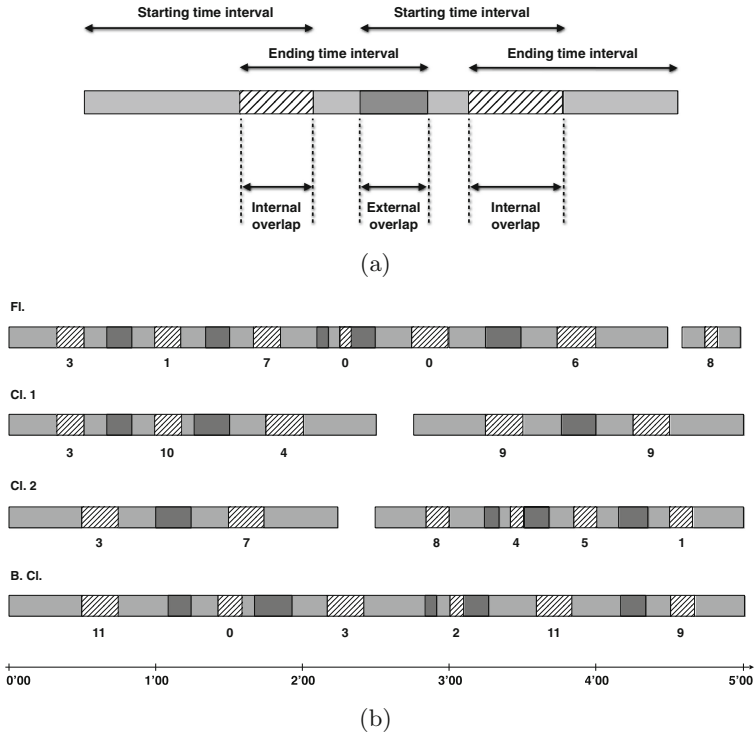 Starting time interval Starting time interval
Ending time interval Ending time interval
Internal overlap External overlap Internal overlap
(a)
Fl.
3 1 7 0 0 6 8
Cl. 1
3 10 4 9 9
Cl. 2
3 7 8 4 5 1
B. Cl.
11 0 3 2 11 9
0'00 1'00 2'00 3'00 4'00 5'00
(b)